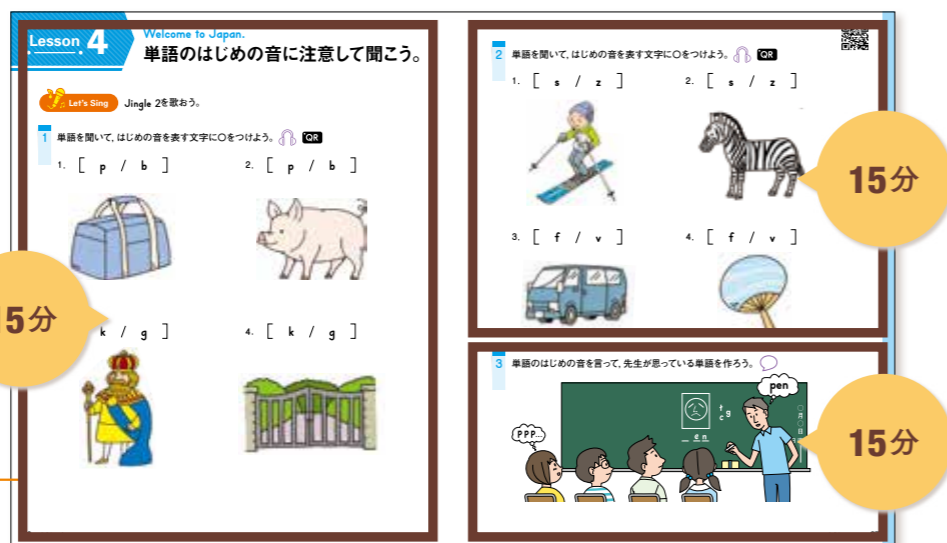 Lesson 4
Welcome to Japan.
単語のはじめの音に注意して聞こう。
Let's Sing Jingle 2を歌おう。
1 単語を聞いて, はじめの音を表す文字に○をつけよう。 QR
1. [ p / b ]
2. [ p / b ]
k / g ]
4. [ k / g ]
5分
2 単語を聞いて, はじめの音を表す文字に○をつけよう。 QR
1. [ s / z ]
2. [ s / z ]
3. [ f / v ]
4. [ f / v ]
15分
3 単語のはじめの音を言って, 先生が思っている単語を作ろう。
pen
PPP...
g
c
_ en
○月○日
15分